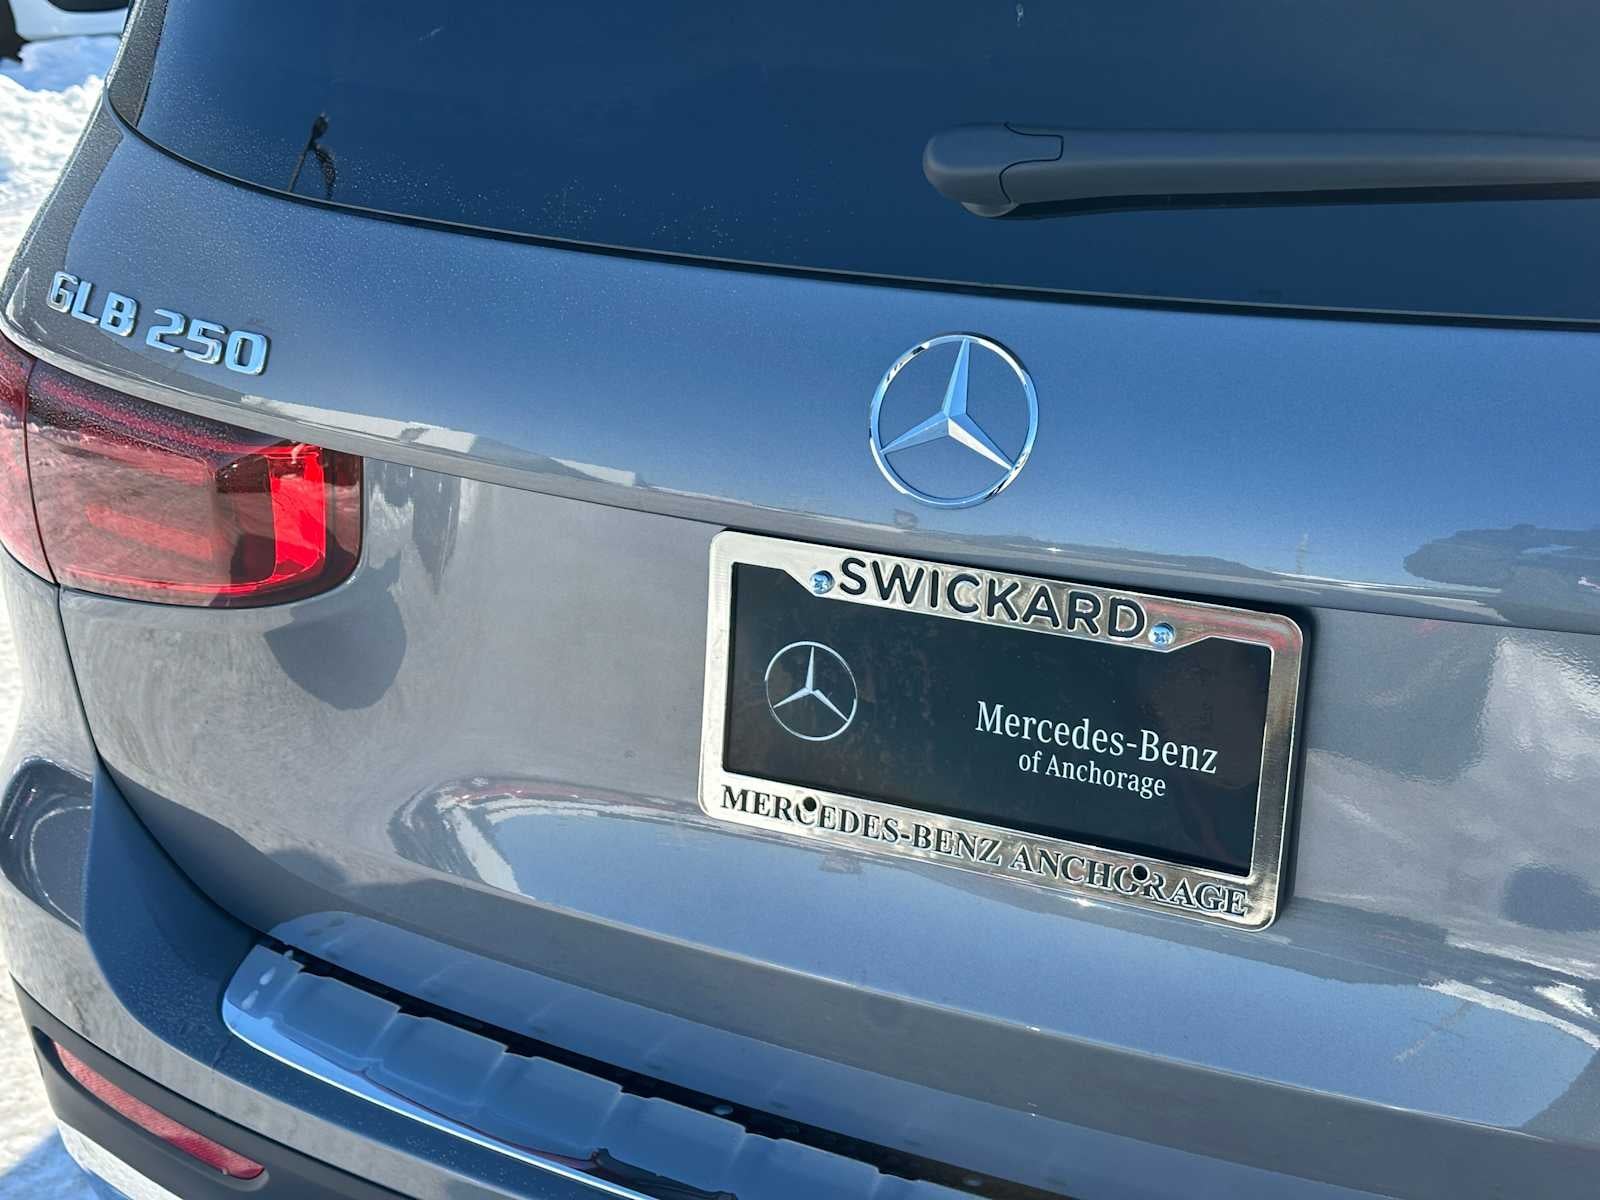 GLB 250
SWICKARD
Mercedes-Benz
of Anchorage
MERCEDES-BENZ ANCHORAGE